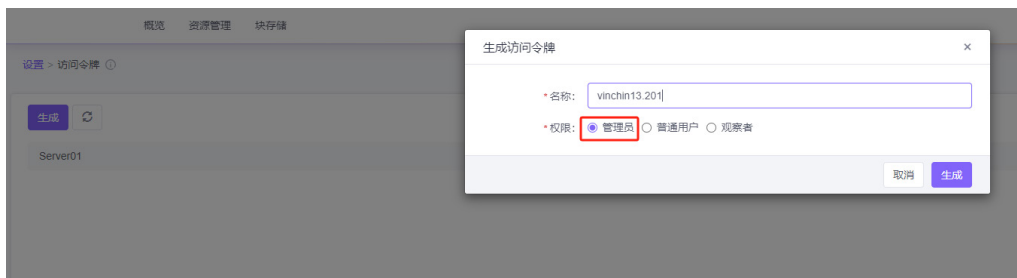 概览 资源管理 块存储
设置 > 访问令牌
生成
Server01
生成访问令牌
*名称: vinchin13.201
*权限: 管理员 普通用户 观察者
取消 生成